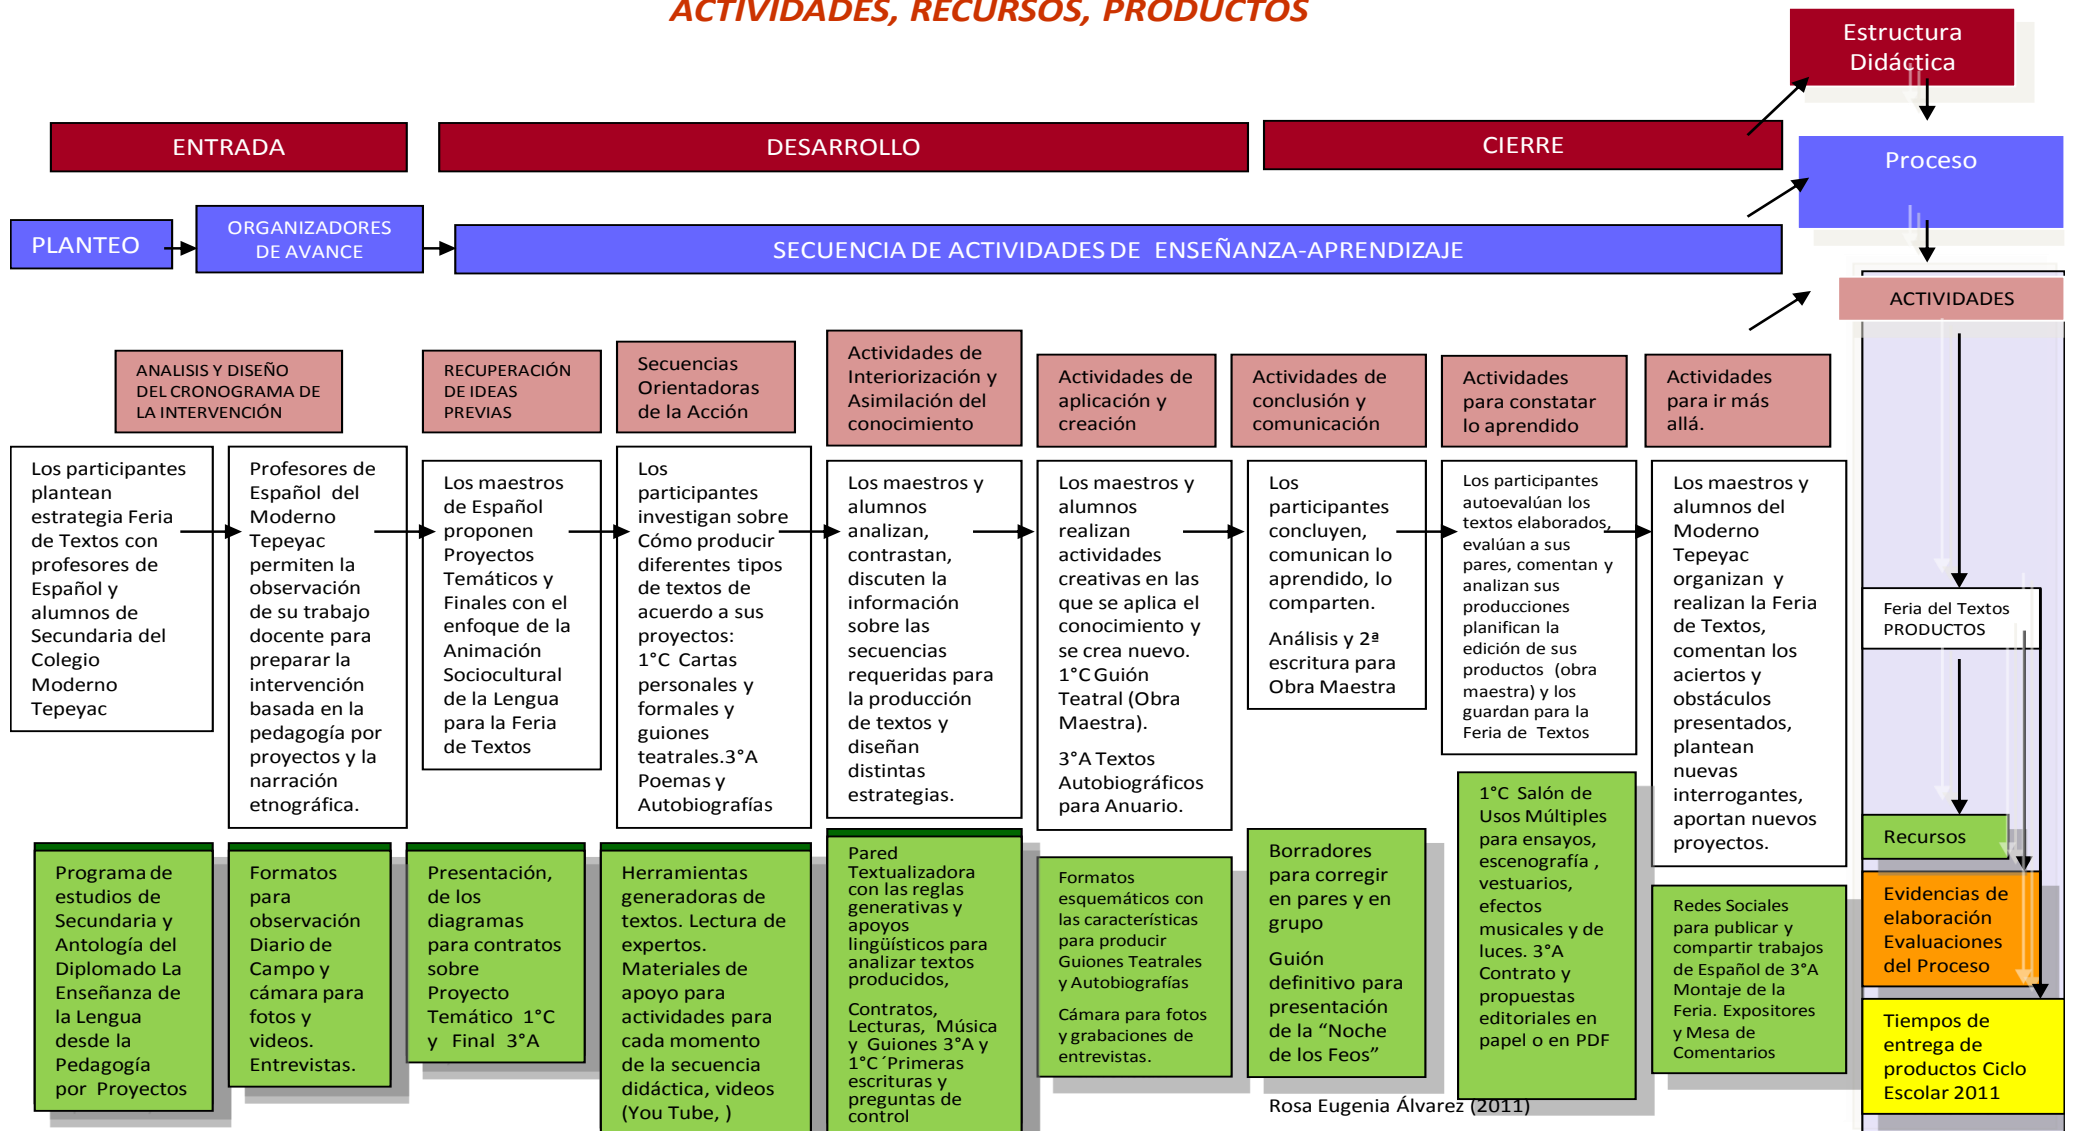 ACTIVIDADES, RECURSOS, PRODUCTOS
Estructura
Didáctica
ENTRADA
DESARROLLO
CIERRE
Proceso
PLANTEO
ORGANIZADORES
DE AVANCE
SECUENCIA DE ACTIVIDADES DE ENSEÑANZA-APRENDIZAJE
ACTIVIDADES
ANALISIS Y DISEÑO
DEL CRONOGRAMA DE
LA INTERVENCIÓN
RECUPERACIÓN
DE IDEAS
PREVIAS
Secuencias
Orientadoras
de la Acción
Actividades de
Interiorización y
Asimilación del
conocimiento
Actividades de
aplicación y
creación
Actividades de
conclusión y
comunicación
Actividades
para constatar
lo aprendido
Actividades
para ir más
allá.
Los participantes
plantean
estrategia Feria
de Textos con
profesores de
Español y
alumnos de
Secundaria del
Colegio
Moderno
Tepeyac
Profesores de
Español del
Moderno
Tepeyac
permiten la
observación
de su trabajo
docente para
preparar la
intervención
basada en la
pedagogía por
proyectos y la
narración
etnográfica.
Los maestros
de Español
proponen
Proyectos
Temáticos y
Finales con el
enfoque de la
Animación
Sociocultural
de la Lengua
para la Feria
de Textos
Los
participantes
investigan sobre
Cómo producir
diferentes tipos
de textos de
acuerdo a sus
proyectos:
1°C Cartas
personales y
formales y
guiones
teatrales.3°A
Poemas y
Autobiografías
Los maestros y
alumnos
analizan,
contrastan,
discuten la
información
sobre las
secuencias
requeridas para
la producción
de textos y
diseñan
distintas
estrategias.
Los maestros y
alumnos
realizan
actividades
creativas en las
que se aplica el
conocimiento y
se crea nuevo.
1°C Guión
Teatral (Obra
Maestra).
3°A Textos
Autobiográficos
para Anuario.
Los
participantes
concluyen,
comunican lo
aprendido, lo
comparten.
Análisis y 2ª
escritura para
Obra Maestra
Los participantes
autoevalúan los
textos elaborados,
evalúan a sus
pares, comentan y
analizan sus
producciones
planifican la
edición de sus
productos (obra
maestra) y los
guardan para la
Feria de Textos
Los maestros y
alumnos del
Moderno
Tepeyac
organizan y
realizan la Feria
de Textos,
comentan los
aciertos y
obstáculos
presentados,
plantean
nuevas
interrogantes,
aportan nuevos
proyectos.
Feria del Textos
PRODUCTOS
Programa de
estudios de
Secundaria y
Antología del
Diplomado La
Enseñanza de
la Lengua
desde la
Pedagogía
por Proyectos
Formatos
para
observación
Diario de
Campo y
cámara para
fotos y
videos.
Entrevistas.
Presentación,
de los
diagramas
para contratos
sobre
Proyecto
Temático 1°C
y Final 3°A
Herramientas
generadoras de
textos. Lectura de
expertos.
Materiales de
apoyo para
actividades para
cada momento
de la secuencia
didáctica, videos
(You Tube, )
Pared
Textualizadora
con las reglas
generativas y
apoyos
lingüísticos para
analizar textos
producidos,
Contratos,
Lecturas, Música
y Guiones 3°A y
1°C ´Primeras
escrituras y
preguntas de
control
Formatos
esquemáticos con
las características
para producir
Guiones Teatrales
y Autobiografías
Cámara para fotos
y grabaciones de
entrevistas.
Borradores
para corregir
en pares y en
grupo
Guión
definitivo para
presentación
de la “Noche
de los Feos”
1°C Salón de
Usos Múltiples
para ensayos,
escenografía ,
vestuarios,
efectos
musicales y de
luces. 3°A
Contrato y
propuestas
editoriales en
papel o en PDF
Redes Sociales
para publicar y
compartir trabajos
de Español de 3°A
Montaje de la
Feria. Expositores
y Mesa de
Comentarios
Recursos
Evidencias de
elaboración
Evaluaciones
del Proceso
Tiempos de
entrega de
productos Ciclo
Escolar 2011
Rosa Eugenia Álvarez (2011)